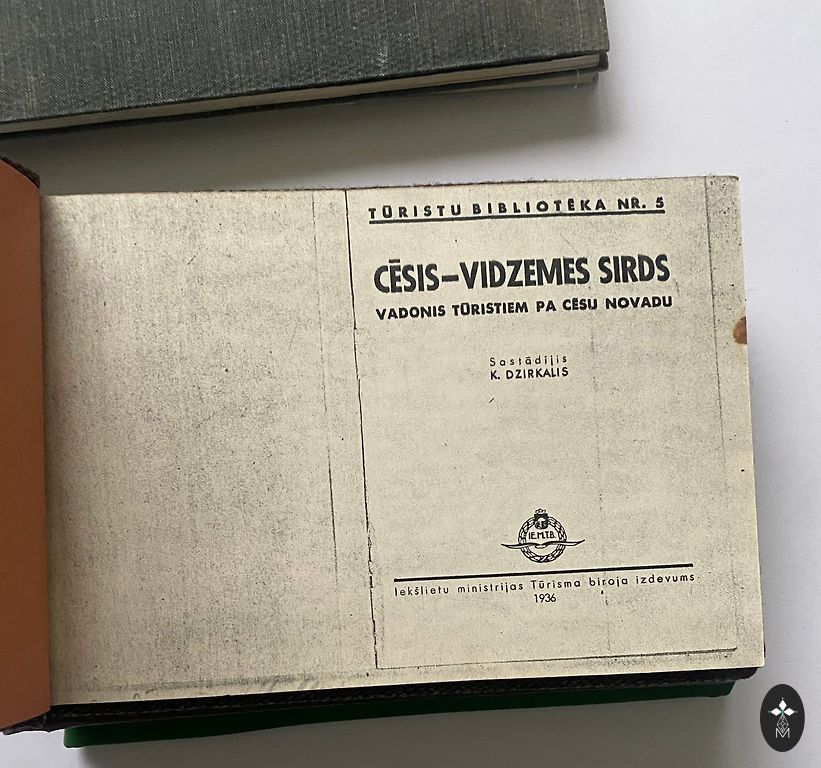 TŪRISTU BIBLIOTĒKA NR. 5
CĒSIS–VIDZEMES SIRDS
VADONIS TŪRISTIEM PA CĒSU NOVADU
Sastādījis
K. DZIRKALIS
IE.M.T.B.
Iekšlietu ministrijas Tūrisma biroja izdevums
1936
M